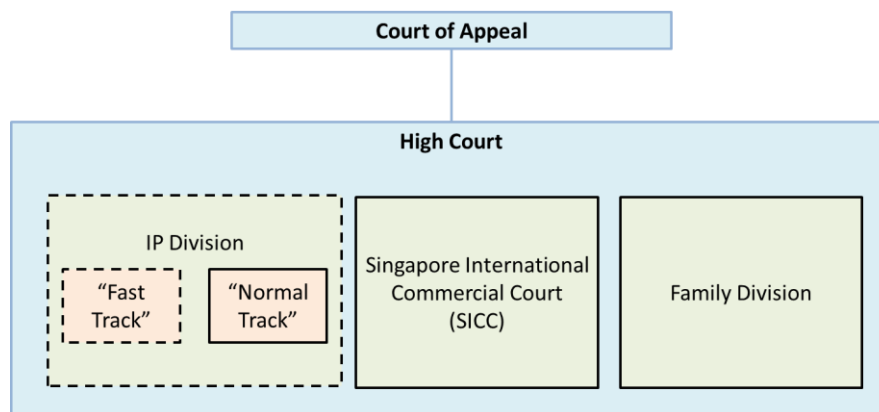 Court of Appeal
High Court
IP Division
“Fast
Track”
“Normal
Track”
Singapore International
Commercial Court
(SICC)
Family Division